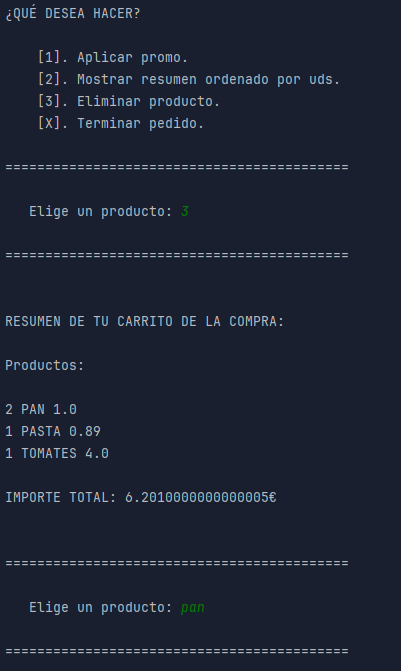 ¿QUÉ DESEA HACER?
[1]. Aplicar promo.
[2]. Mostrar resumen ordenado por uds.
[3]. Eliminar producto.
[X]. Terminar pedido.
===========================================
Elige un producto: 3
===========================================
RESUMEN DE TU CARRITO DE LA COMPRA:
Productos:
2 PAN 1.0
1 PASTA 0.89
1 TOMATES 4.0
IMPORTE TOTAL: 6.2010000000000005€
===========================================
Elige un producto: pan
===========================================